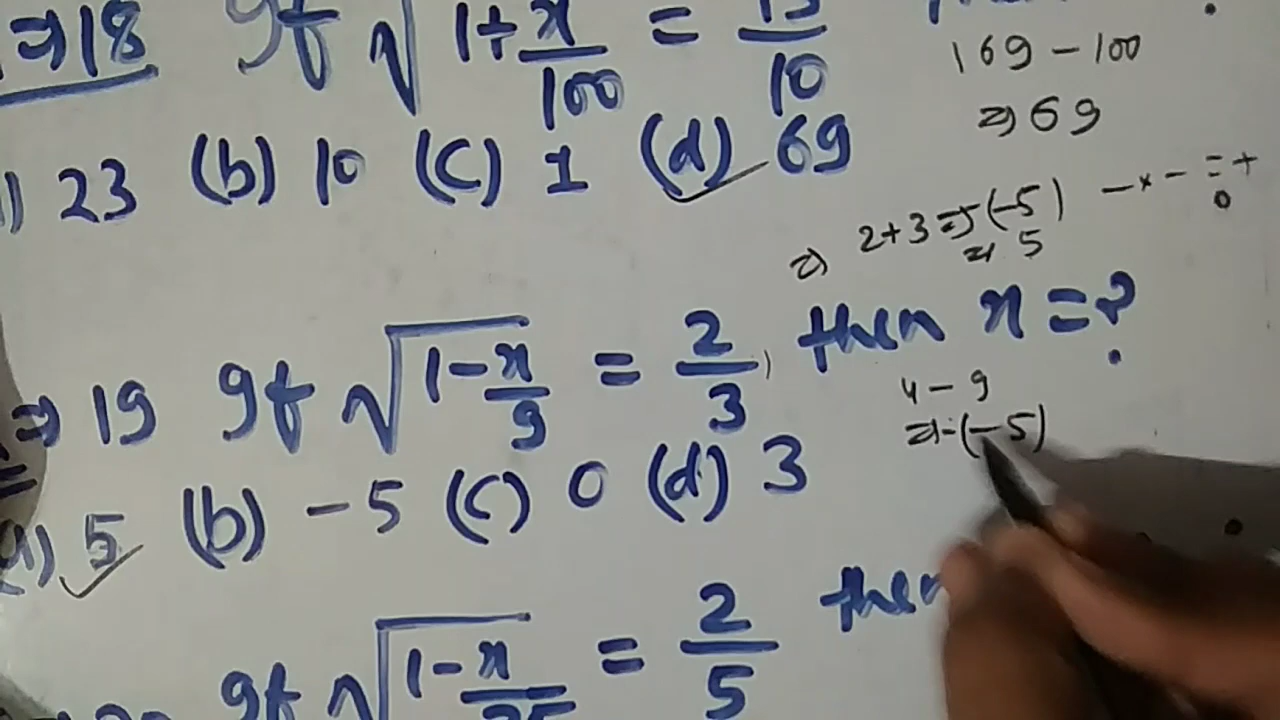 ⇒18 If √1+x/100 = 13/10
169-100
⇒69
23 (b) 10 (c) 1 (d) 69
⇒ 2+3 ⇒ -(-5) -×- = +
⇒ 5
⇒ 19 If √1-x/9 = 2/3, then x = ?
4-9
⇒ -(-5)
(a) 5 (b) -5 (c) 0 (d) 3
If √1-x/25 = 2/5 then